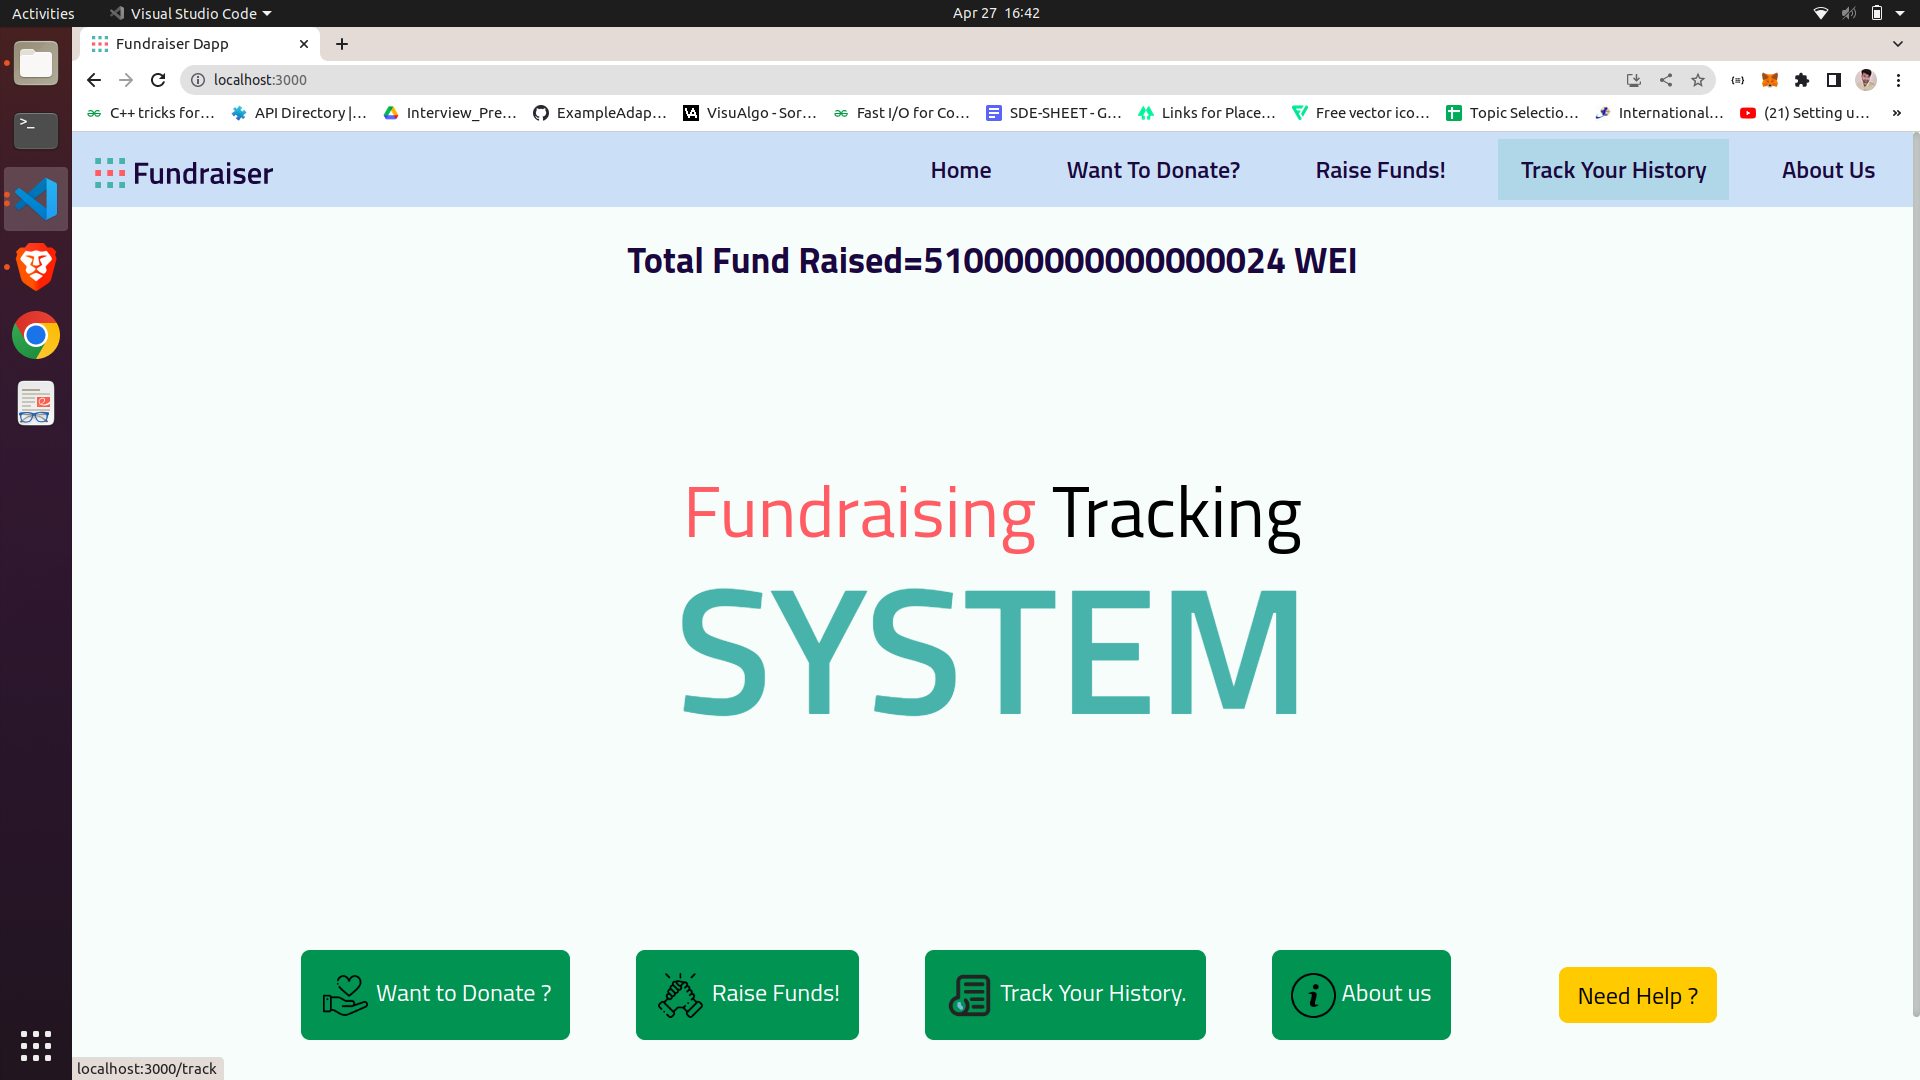 Activities
Visual Studio Code
Apr 27 16:42
Fundraiser Dapp
localhost:3000
C++ tricks for…
API Directory |…
Interview_Pre…
ExampleAdap…
VisuAlgo - Sor…
Fast I/O for Co…
SDE-SHEET - G…
Links for Place…
Free vector ico…
Topic Selectio…
International…
(21) Setting u…
»
Fundraiser
Home
Want To Donate?
Raise Funds!
Track Your History
About Us
Total Fund Raised=510000000000000024 WEI
Fundraising Tracking
SYSTEM
Want to Donate ?
Raise Funds!
Track Your History.
About us
Need Help ?
localhost:3000/track